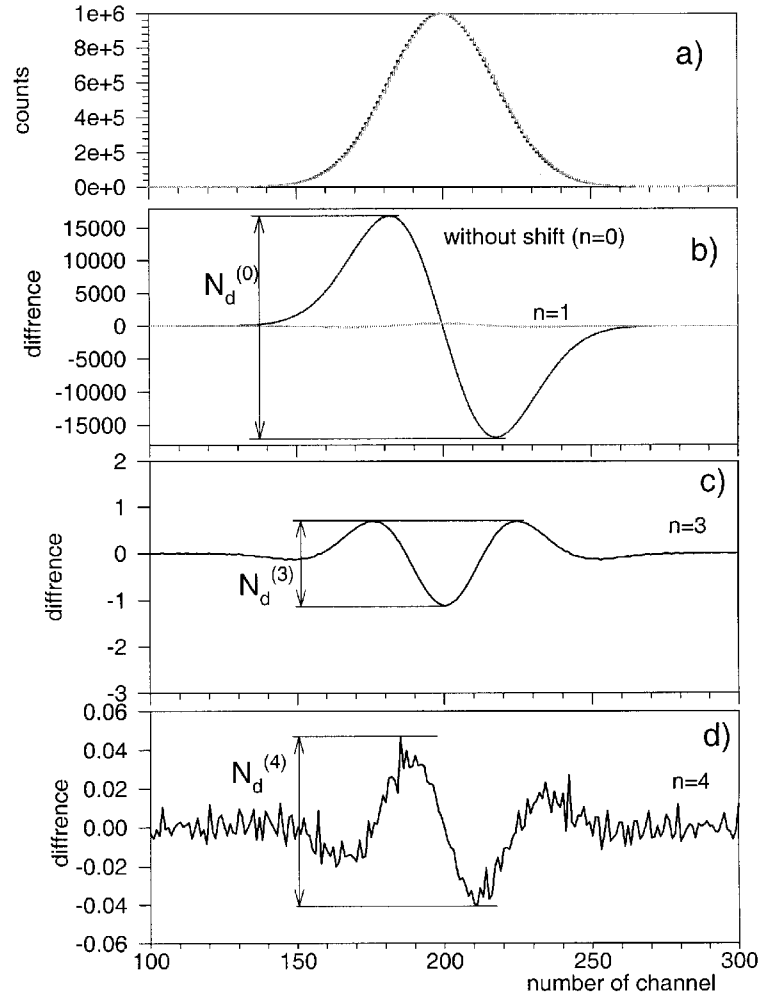 1e+6
8e+5
6e+5
4e+5
2e+5
0e+0
counts
a)
15000
10000
5000
0
-5000
-10000
-15000
diffrence
without shift (n=0)
b)
N_d^(0)
n=1
2
1
0
-1
-2
-3
diffrence
c)
n=3
N_d^(3)
0.06
0.04
0.02
0.00
-0.02
-0.04
-0.06
diffrence
d)
N_d^(4)
n=4
100 150 200 250 300
number of channel